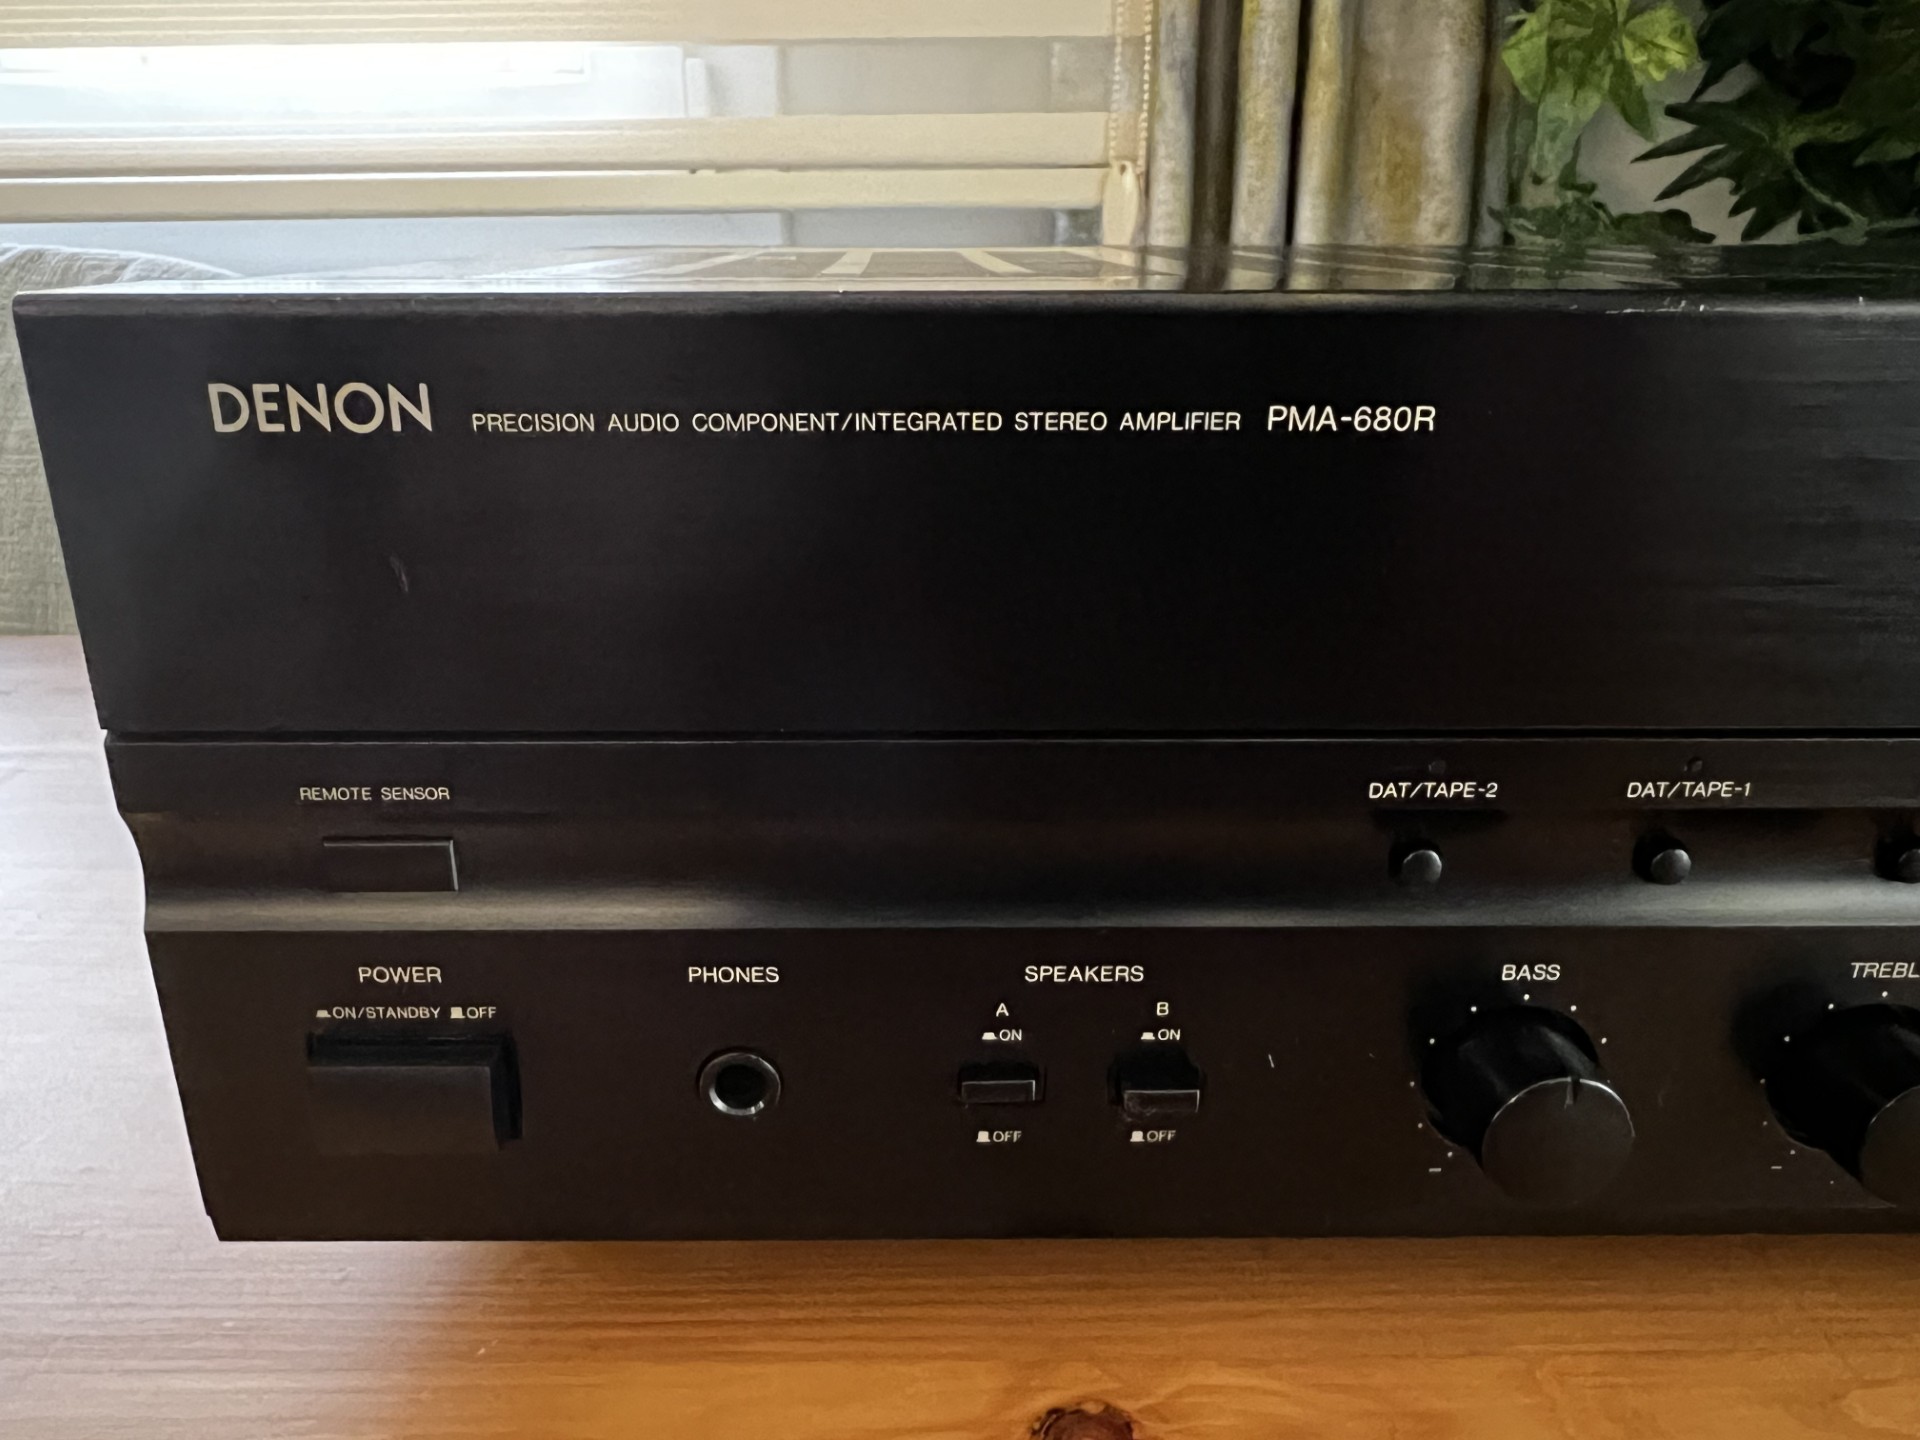 DENON PRECISION AUDIO COMPONENT/INTEGRATED STEREO AMPLIFIER PMA-680R
REMOTE SENSOR
DAT/TAPE-2 DAT/TAPE-1
POWER PHONES SPEAKERS BASS TREBL
ON/STANDBY OFF
A B
ON ON
OFF OFF